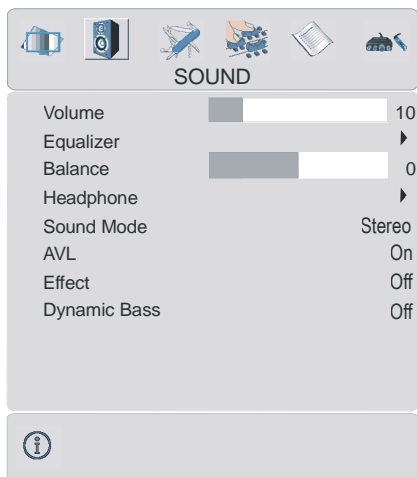 SOUND
Volume 10
Equalizer
Balance 0
Headphone
Sound Mode Stereo
AVL On
Effect Off
Dynamic Bass Off
i